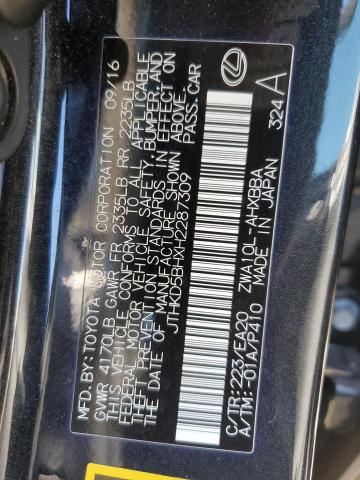 MFD.BY: TOYOTA MOTOR CORPORATION 09/16
GVWR 4170LB GAWR FR 2335LB RR 2235LB
THIS VEHICLE CONFORMS TO ALL APPLICABLE
FEDERAL MOTOR VEHICLE SAFETY, BUMPER, AND
THEFT PREVENTION STANDARDS IN EFFECT ON
THE DATE OF MANUFACTURE SHOWN ABOVE.
JTHKD5BHXH2287309 PASS.CAR
C/TR:223/EA20 ZWA10L-AHXBBA
A/TM:-01A/P410 MADE IN JAPAN 324 A